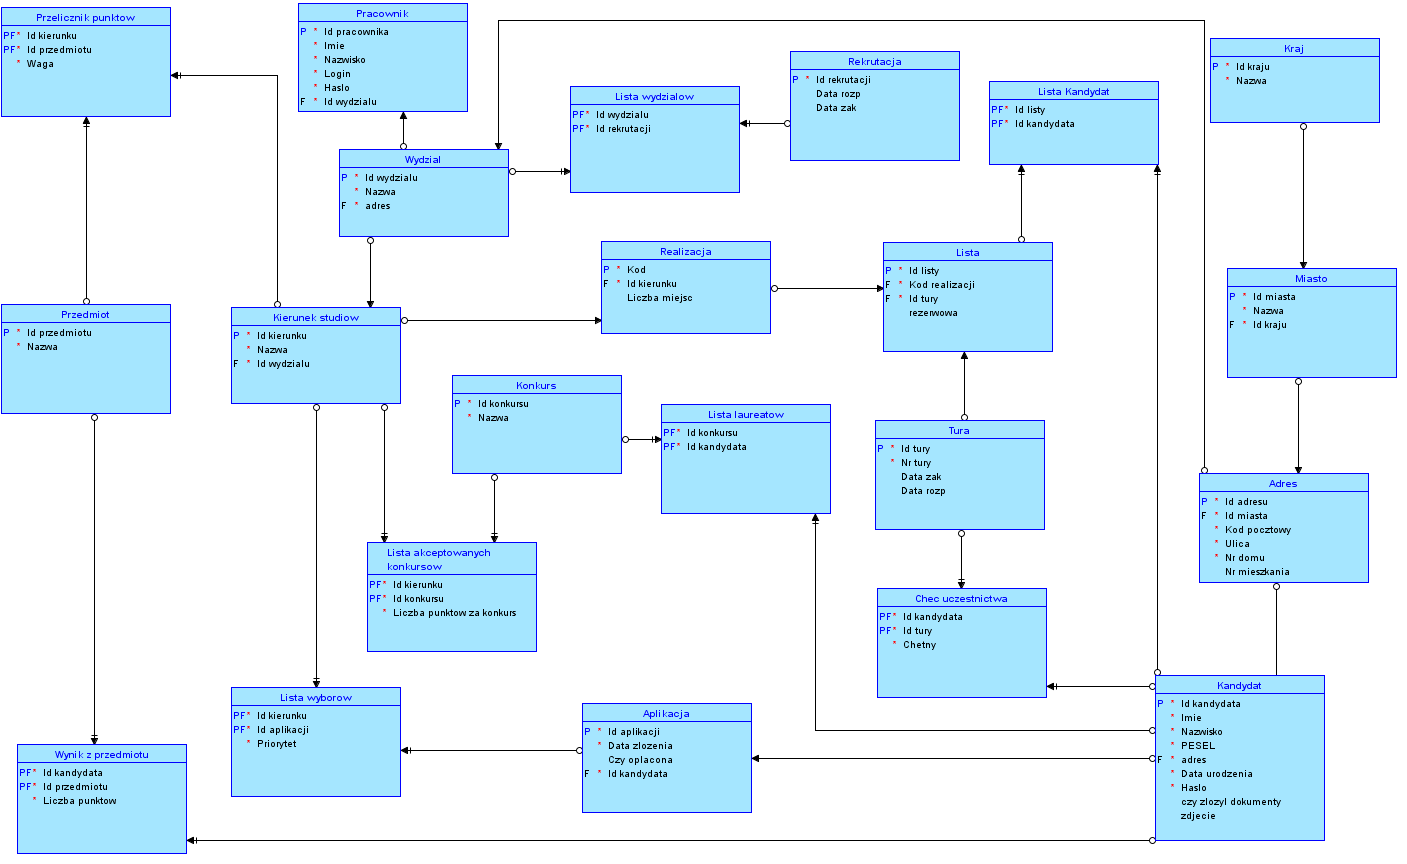 Przelicznik punktow
PF* Id kierunku
PF* Id przedmiotu
* Waga
Pracownik
P * Id pracownika
* Imie
* Nazwisko
* Login
* Haslo
F * Id wydzialu
Rekrutacja
P * Id rekrutacji
Data rozp
Data zak
Kraj
P * Id kraju
* Nazwa
Lista wydzialow
PF* Id wydzialu
PF* Id rekrutacji
Lista Kandydat
PF* Id listy
PF* Id kandydata
Wydzial
P * Id wydzialu
* Nazwa
F * adres
Realizacja
P * Kod
F * Id kierunku
Liczba miejsc
Lista
P * Id listy
F * Kod realizacji
F * Id tury
rezerwowa
Miasto
P * Id miasta
* Nazwa
F * Id kraju
Przedmiot
P * Id przedmiotu
* Nazwa
Kierunek studiow
P * Id kierunku
* Nazwa
F * Id wydzialu
Konkurs
P * Id konkursu
* Nazwa
Lista laureatow
PF* Id konkursu
PF* Id kandydata
Tura
P * Id tury
* Nr tury
Data zak
Data rozp
Adres
P * Id adresu
F * Id miasta
* Kod pocztowy
* Ulica
* Nr domu
Nr mieszkania
Lista akceptowanych
konkursow
PF* Id kierunku
PF* Id konkursu
* Liczba punktow za konkurs
Chec uczestnictwa
PF* Id kandydata
PF* Id tury
* Chetny
Kandydat
P * Id kandydata
* Imie
* Nazwisko
* PESEL
F * adres
* Data urodzenia
* Haslo
czy zlozyl dokumenty
zdjecie
Lista wyborow
PF* Id kierunku
PF* Id aplikacji
* Priorytet
Aplikacja
P * Id aplikacji
* Data zlozenia
Czy oplacona
F * Id kandydata
Wynik z przedmiotu
PF* Id kandydata
PF* Id przedmiotu
* Liczba punktow